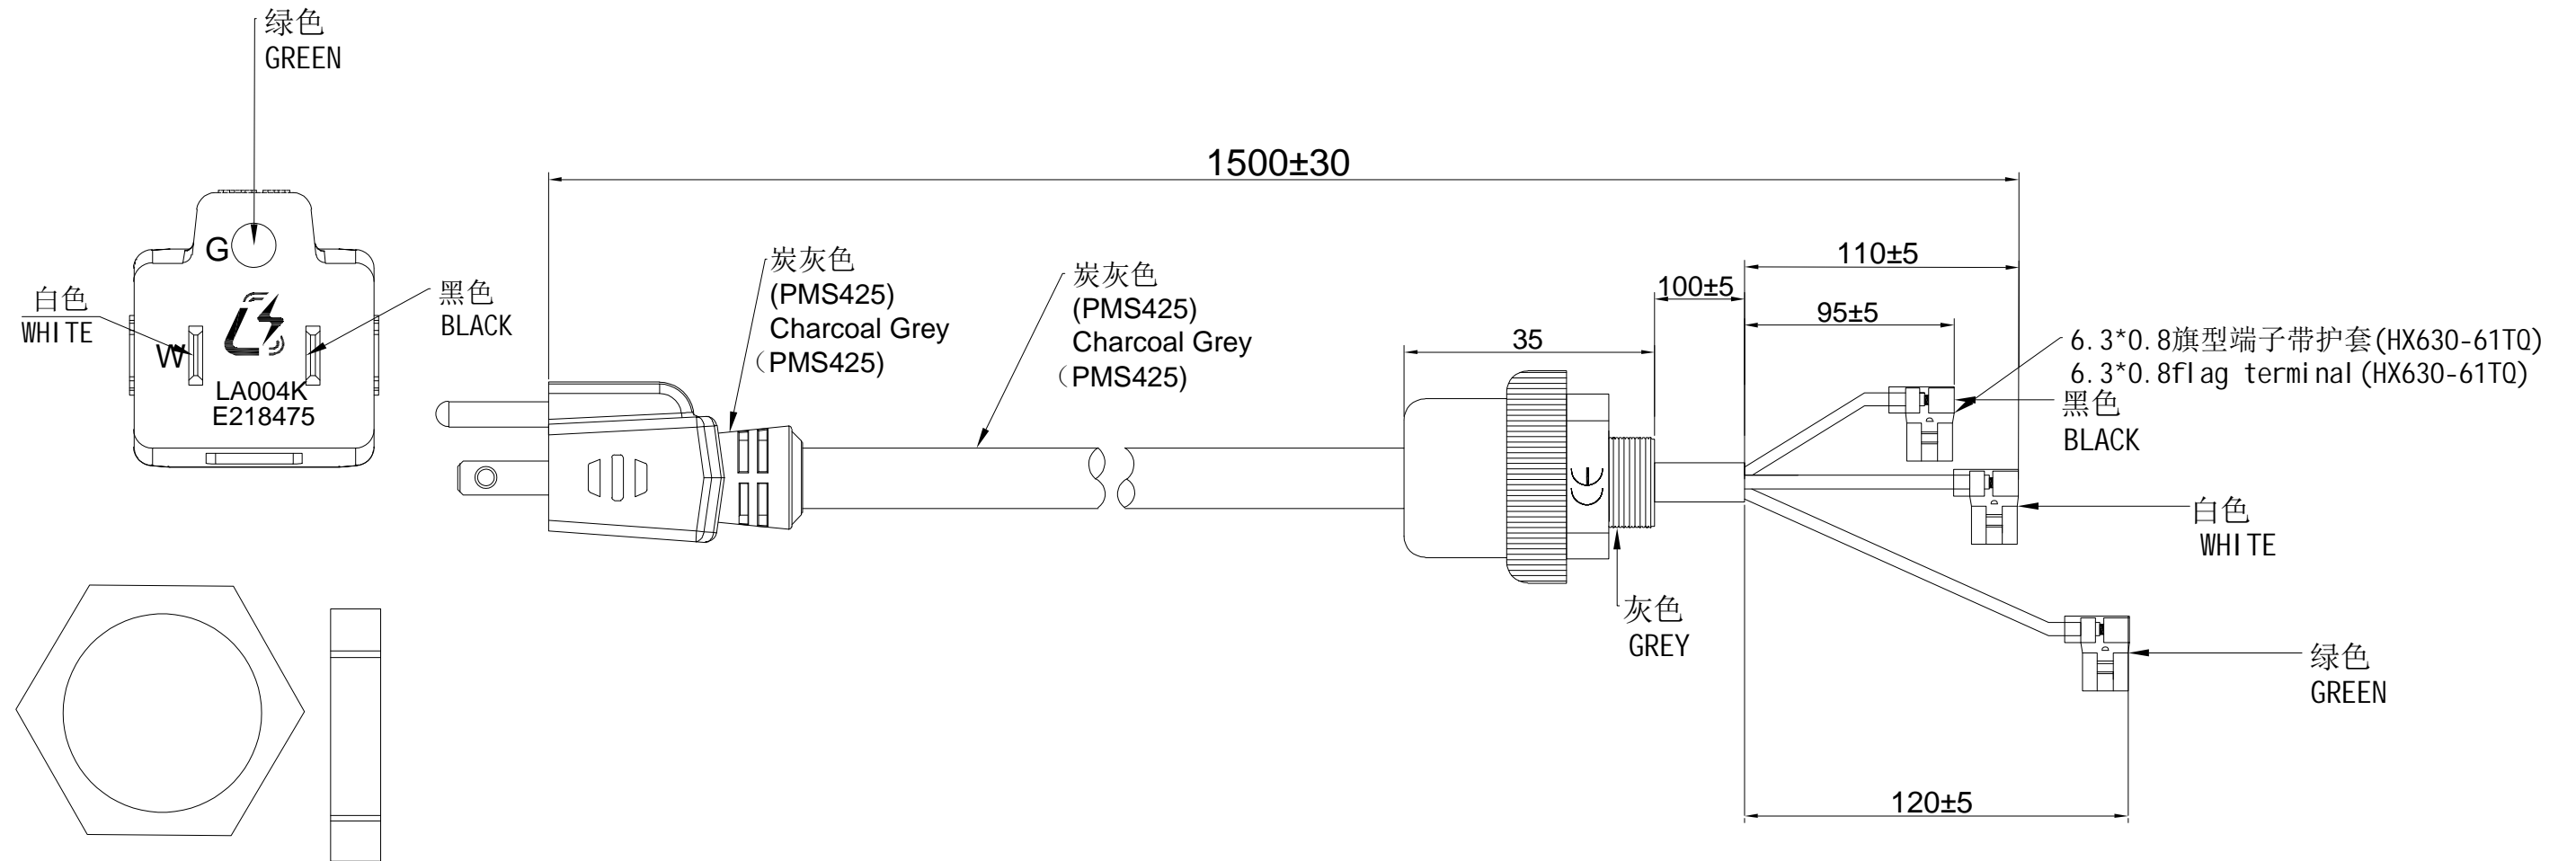 绿色
GREEN
1500±30
G
白色
WHITE
黑色
BLACK
W
LA004K
E218475
炭灰色
(PMS425)
Charcoal Grey
（PMS425)
炭灰色
(PMS425)
Charcoal Grey
（PMS425)
35
100±5
110±5
95±5
6.3*0.8旗型端子带护套(HX630-61TQ)
6.3*0.8flag terminal(HX630-61TQ)
黑色
BLACK
CE
白色
WHITE
灰色
GREY
绿色
GREEN
120±5